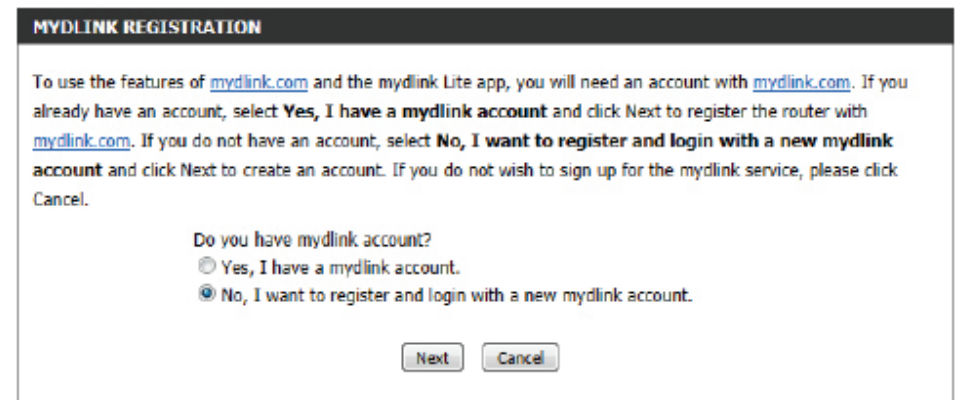 MYDLINK REGISTRATION
To use the features of mydlink.com and the mydlink Lite app, you will need an account with mydlink.com. If you
already have an account, select Yes, I have a mydlink account and click Next to register the router with
mydlink.com. If you do not have an account, select No, I want to register and login with a new mydlink
account and click Next to create an account. If you do not wish to sign up for the mydlink service, please click
Cancel.
Do you have mydlink account?
Yes, I have a mydlink account.
No, I want to register and login with a new mydlink account.
Next Cancel